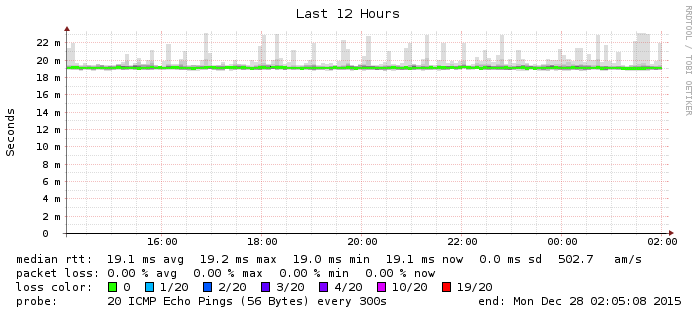 Last 12 Hours
RRDTOOL / TOBI OETIKER
Seconds
22 m
20 m
18 m
16 m
14 m
12 m
10 m
8 m
6 m
4 m
2 m
0
16:00 18:00 20:00 22:00 00:00 02:00
median rtt: 19.1 ms avg 19.2 ms max 19.0 ms min 19.1 ms now 0.0 ms sd 502.7 am/s
packet loss: 0.00 % avg 0.00 % max 0.00 % min 0.00 % now
loss color: 0 1/20 2/20 3/20 4/20 10/20 19/20
probe: 20 ICMP Echo Pings (56 Bytes) every 300s end: Mon Dec 28 02:05:08 2015